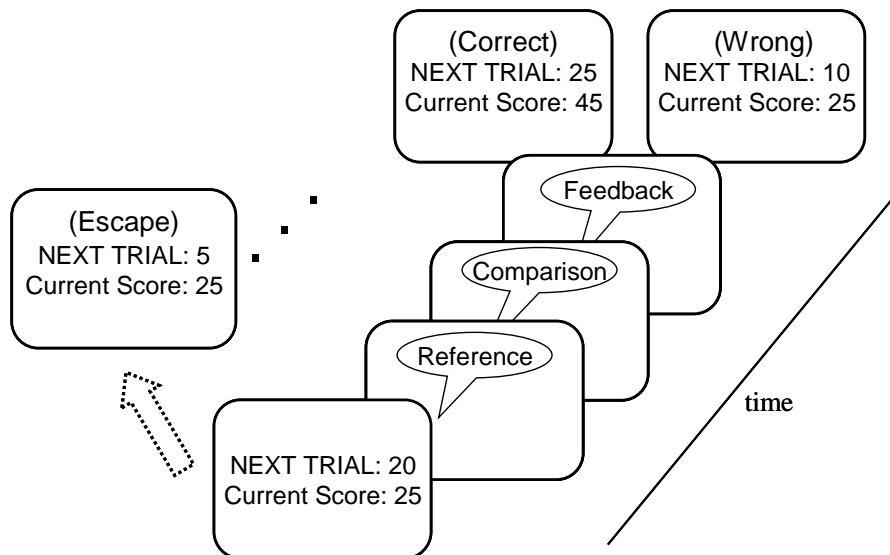 (Correct)
NEXT TRIAL: 25
Current Score: 45
(Wrong)
NEXT TRIAL: 10
Current Score: 25
Feedback
(Escape)
NEXT TRIAL: 5
Current Score: 25
Comparison
Reference
time
NEXT TRIAL: 20
Current Score: 25